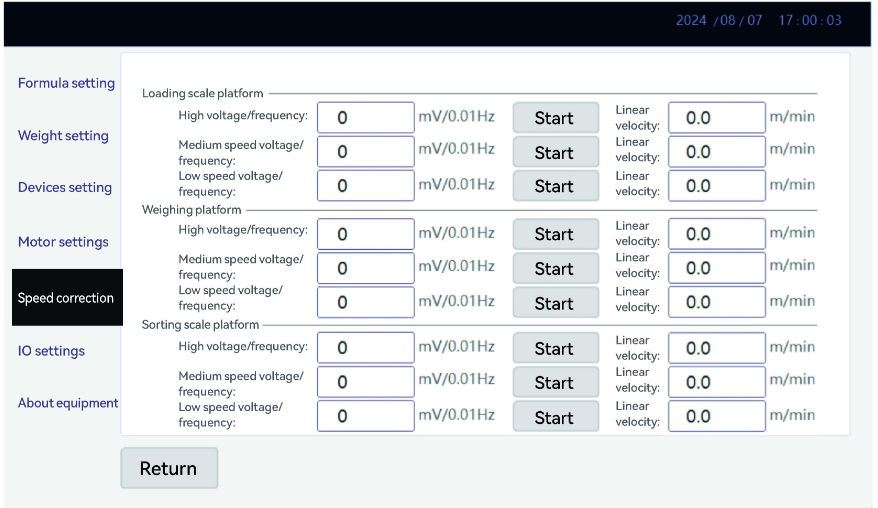 2024 /08/07 17:00:03
Formula setting
Weight setting
Devices setting
Motor settings
Speed correction
IO settings
About equipment
Loading scale platform
High voltage/frequency: 0 mV/0.01Hz Start Linear velocity: 0.0 m/min
Medium speed voltage/frequency: 0 mV/0.01Hz Start Linear velocity: 0.0 m/min
Low speed voltage/frequency: 0 mV/0.01Hz Start Linear velocity: 0.0 m/min
Weighing platform
High voltage/frequency: 0 mV/0.01Hz Start Linear velocity: 0.0 m/min
Medium speed voltage/frequency: 0 mV/0.01Hz Start Linear velocity: 0.0 m/min
Low speed voltage/frequency: 0 mV/0.01Hz Start Linear velocity: 0.0 m/min
Sorting scale platform
High voltage/frequency: 0 mV/0.01Hz Start Linear velocity: 0.0 m/min
Medium speed voltage/frequency: 0 mV/0.01Hz Start Linear velocity: 0.0 m/min
Low speed voltage/frequency: 0 mV/0.01Hz Start Linear velocity: 0.0 m/min
Return